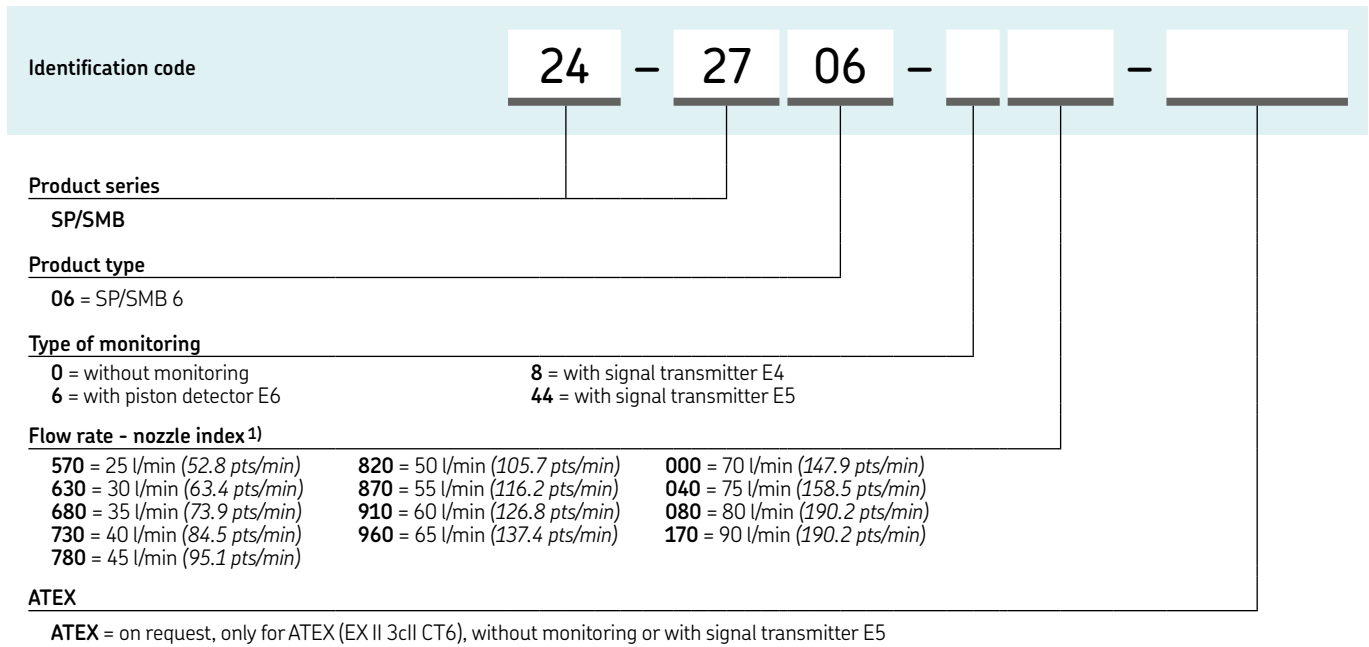 Identification code 24 – 27 06 – –
Product series
SP/SMB
Product type
06 = SP/SMB 6
Type of monitoring
0 = without monitoring 8 = with signal transmitter E4
6 = with piston detector E6 44 = with signal transmitter E5
Flow rate - nozzle index 1)
570 = 25 l/min (52.8 pts/min) 820 = 50 l/min (105.7 pts/min) 000 = 70 l/min (147.9 pts/min)
630 = 30 l/min (63.4 pts/min) 870 = 55 l/min (116.2 pts/min) 040 = 75 l/min (158.5 pts/min)
680 = 35 l/min (73.9 pts/min) 910 = 60 l/min (126.8 pts/min) 080 = 80 l/min (190.2 pts/min)
730 = 40 l/min (84.5 pts/min) 960 = 65 l/min (137.4 pts/min) 170 = 90 l/min (190.2 pts/min)
780 = 45 l/min (95.1 pts/min)
ATEX
ATEX = on request, only for ATEX (EX II 3cII CT6), without monitoring or with signal transmitter E5